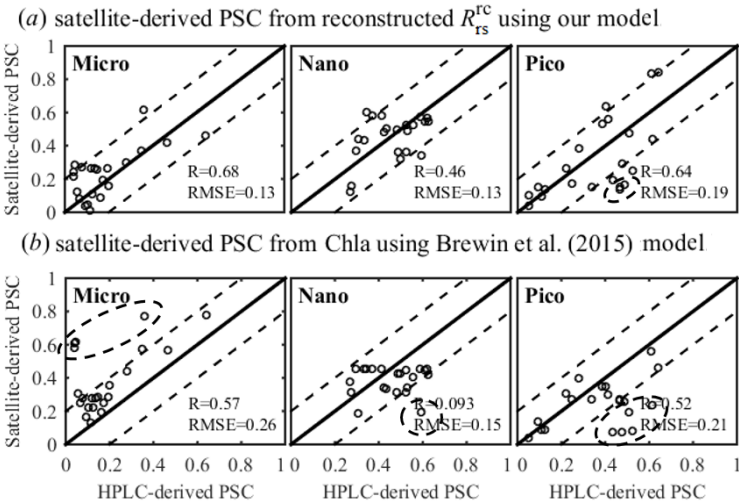 (a) satellite-derived PSC from reconstructed R_rs^rc using our model
Satellite-derived PSC
1
0.8
0.6
0.4
0.2
0
Micro
R=0.68
RMSE=0.13
Nano
R=0.46
RMSE=0.13
Pico
R=0.64
RMSE=0.19
(b) satellite-derived PSC from Chla using Brewin et al. (2015) model
Satellite-derived PSC
1
0.8
0.6
0.4
0.2
0
Micro
R=0.57
RMSE=0.26
Nano
R=0.093
RMSE=0.15
Pico
R=0.52
RMSE=0.21
0 0.2 0.4 0.6 0.8 1 0 0.2 0.4 0.6 0.8 1 0 0.2 0.4 0.6 0.8 1
HPLC-derived PSC HPLC-derived PSC HPLC-derived PSC